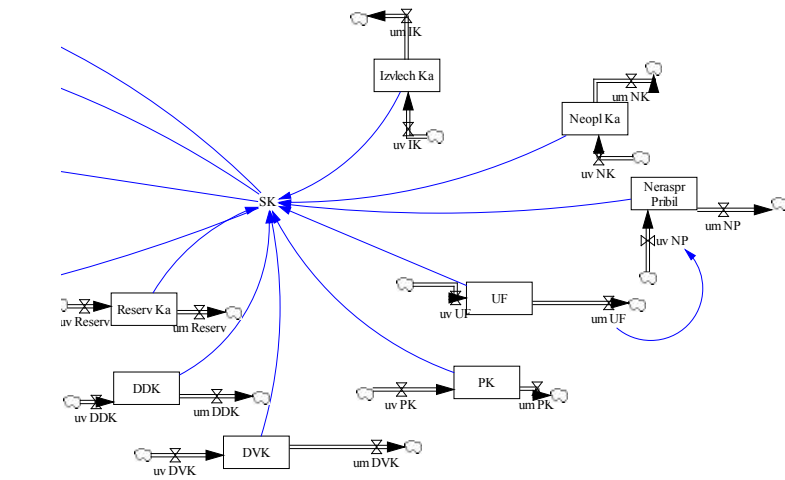 um IK
Izvlech Ka
uv IK
um NK
Neopl Ka
uv NK
Neraspr
Pribil
um NP
uv NP
SK
Reserv Ka
uv Reserv
um Reserv
UF
uv UF
um UF
DDK
uv DDK
um DDK
PK
uv PK
um PK
DVK
uv DVK
um DVK